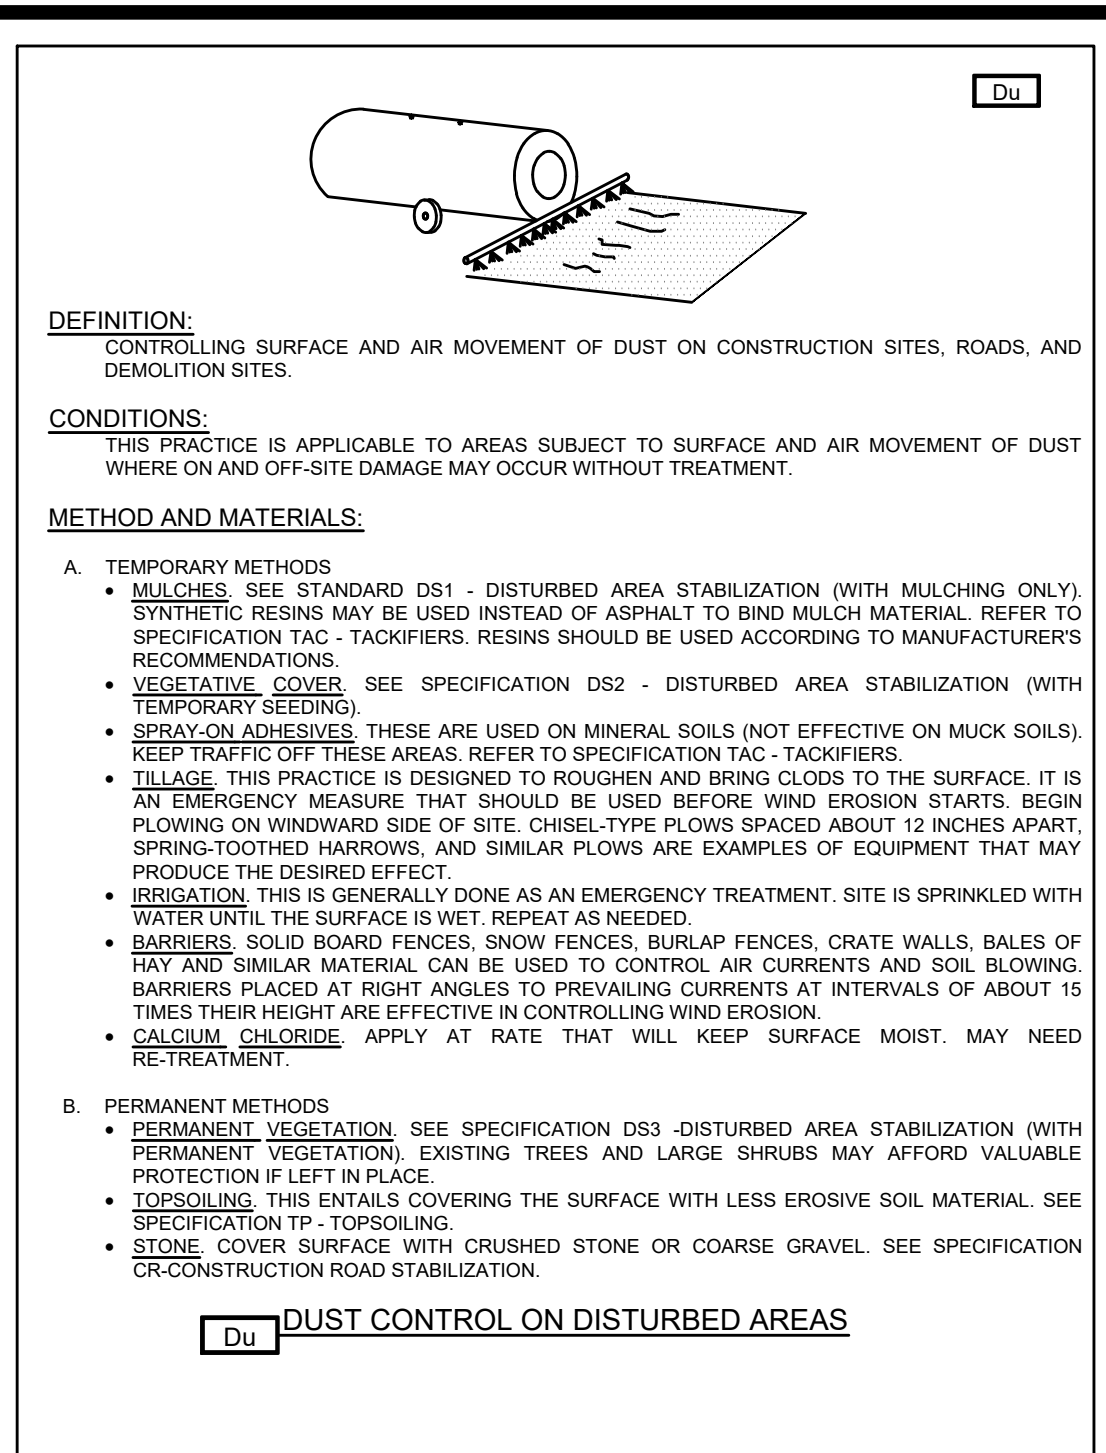 Du
DEFINITION:
CONTROLLING SURFACE AND AIR MOVEMENT OF DUST ON CONSTRUCTION SITES, ROADS, AND
DEMOLITION SITES.
CONDITIONS:
THIS PRACTICE IS APPLICABLE TO AREAS SUBJECT TO SURFACE AND AIR MOVEMENT OF DUST
WHERE ON AND OFF-SITE DAMAGE MAY OCCUR WITHOUT TREATMENT.
METHOD AND MATERIALS:
A. TEMPORARY METHODS
• MULCHES. SEE STANDARD DS1 - DISTURBED AREA STABILIZATION (WITH MULCHING ONLY).
SYNTHETIC RESINS MAY BE USED INSTEAD OF ASPHALT TO BIND MULCH MATERIAL. REFER TO
SPECIFICATION TAC - TACKIFIERS. RESINS SHOULD BE USED ACCORDING TO MANUFACTURER'S
RECOMMENDATIONS.
• VEGETATIVE COVER. SEE SPECIFICATION DS2 - DISTURBED AREA STABILIZATION (WITH
TEMPORARY SEEDING).
• SPRAY-ON ADHESIVES. THESE ARE USED ON MINERAL SOILS (NOT EFFECTIVE ON MUCK SOILS).
KEEP TRAFFIC OFF THESE AREAS. REFER TO SPECIFICATION TAC - TACKIFIERS.
• TILLAGE. THIS PRACTICE IS DESIGNED TO ROUGHEN AND BRING CLODS TO THE SURFACE. IT IS
AN EMERGENCY MEASURE THAT SHOULD BE USED BEFORE WIND EROSION STARTS. BEGIN
PLOWING ON WINDWARD SIDE OF SITE. CHISEL-TYPE PLOWS SPACED ABOUT 12 INCHES APART,
SPRING-TOOTHED HARROWS, AND SIMILAR PLOWS ARE EXAMPLES OF EQUIPMENT THAT MAY
PRODUCE THE DESIRED EFFECT.
• IRRIGATION. THIS IS GENERALLY DONE AS AN EMERGENCY TREATMENT. SITE IS SPRINKLED WITH
WATER UNTIL THE SURFACE IS WET. REPEAT AS NEEDED.
• BARRIERS. SOLID BOARD FENCES, SNOW FENCES, BURLAP FENCES, CRATE WALLS, BALES OF
HAY AND SIMILAR MATERIAL CAN BE USED TO CONTROL AIR CURRENTS AND SOIL BLOWING.
BARRIERS PLACED AT RIGHT ANGLES TO PREVAILING CURRENTS AT INTERVALS OF ABOUT 15
TIMES THEIR HEIGHT ARE EFFECTIVE IN CONTROLLING WIND EROSION.
• CALCIUM CHLORIDE. APPLY AT RATE THAT WILL KEEP SURFACE MOIST. MAY NEED
RE-TREATMENT.
B. PERMANENT METHODS
• PERMANENT VEGETATION. SEE SPECIFICATION DS3 -DISTURBED AREA STABILIZATION (WITH
PERMANENT VEGETATION). EXISTING TREES AND LARGE SHRUBS MAY AFFORD VALUABLE
PROTECTION IF LEFT IN PLACE.
• TOPSOILING. THIS ENTAILS COVERING THE SURFACE WITH LESS EROSIVE SOIL MATERIAL. SEE
SPECIFICATION TP - TOPSOILING.
• STONE. COVER SURFACE WITH CRUSHED STONE OR COARSE GRAVEL. SEE SPECIFICATION
CR-CONSTRUCTION ROAD STABILIZATION.
Du DUST CONTROL ON DISTURBED AREAS